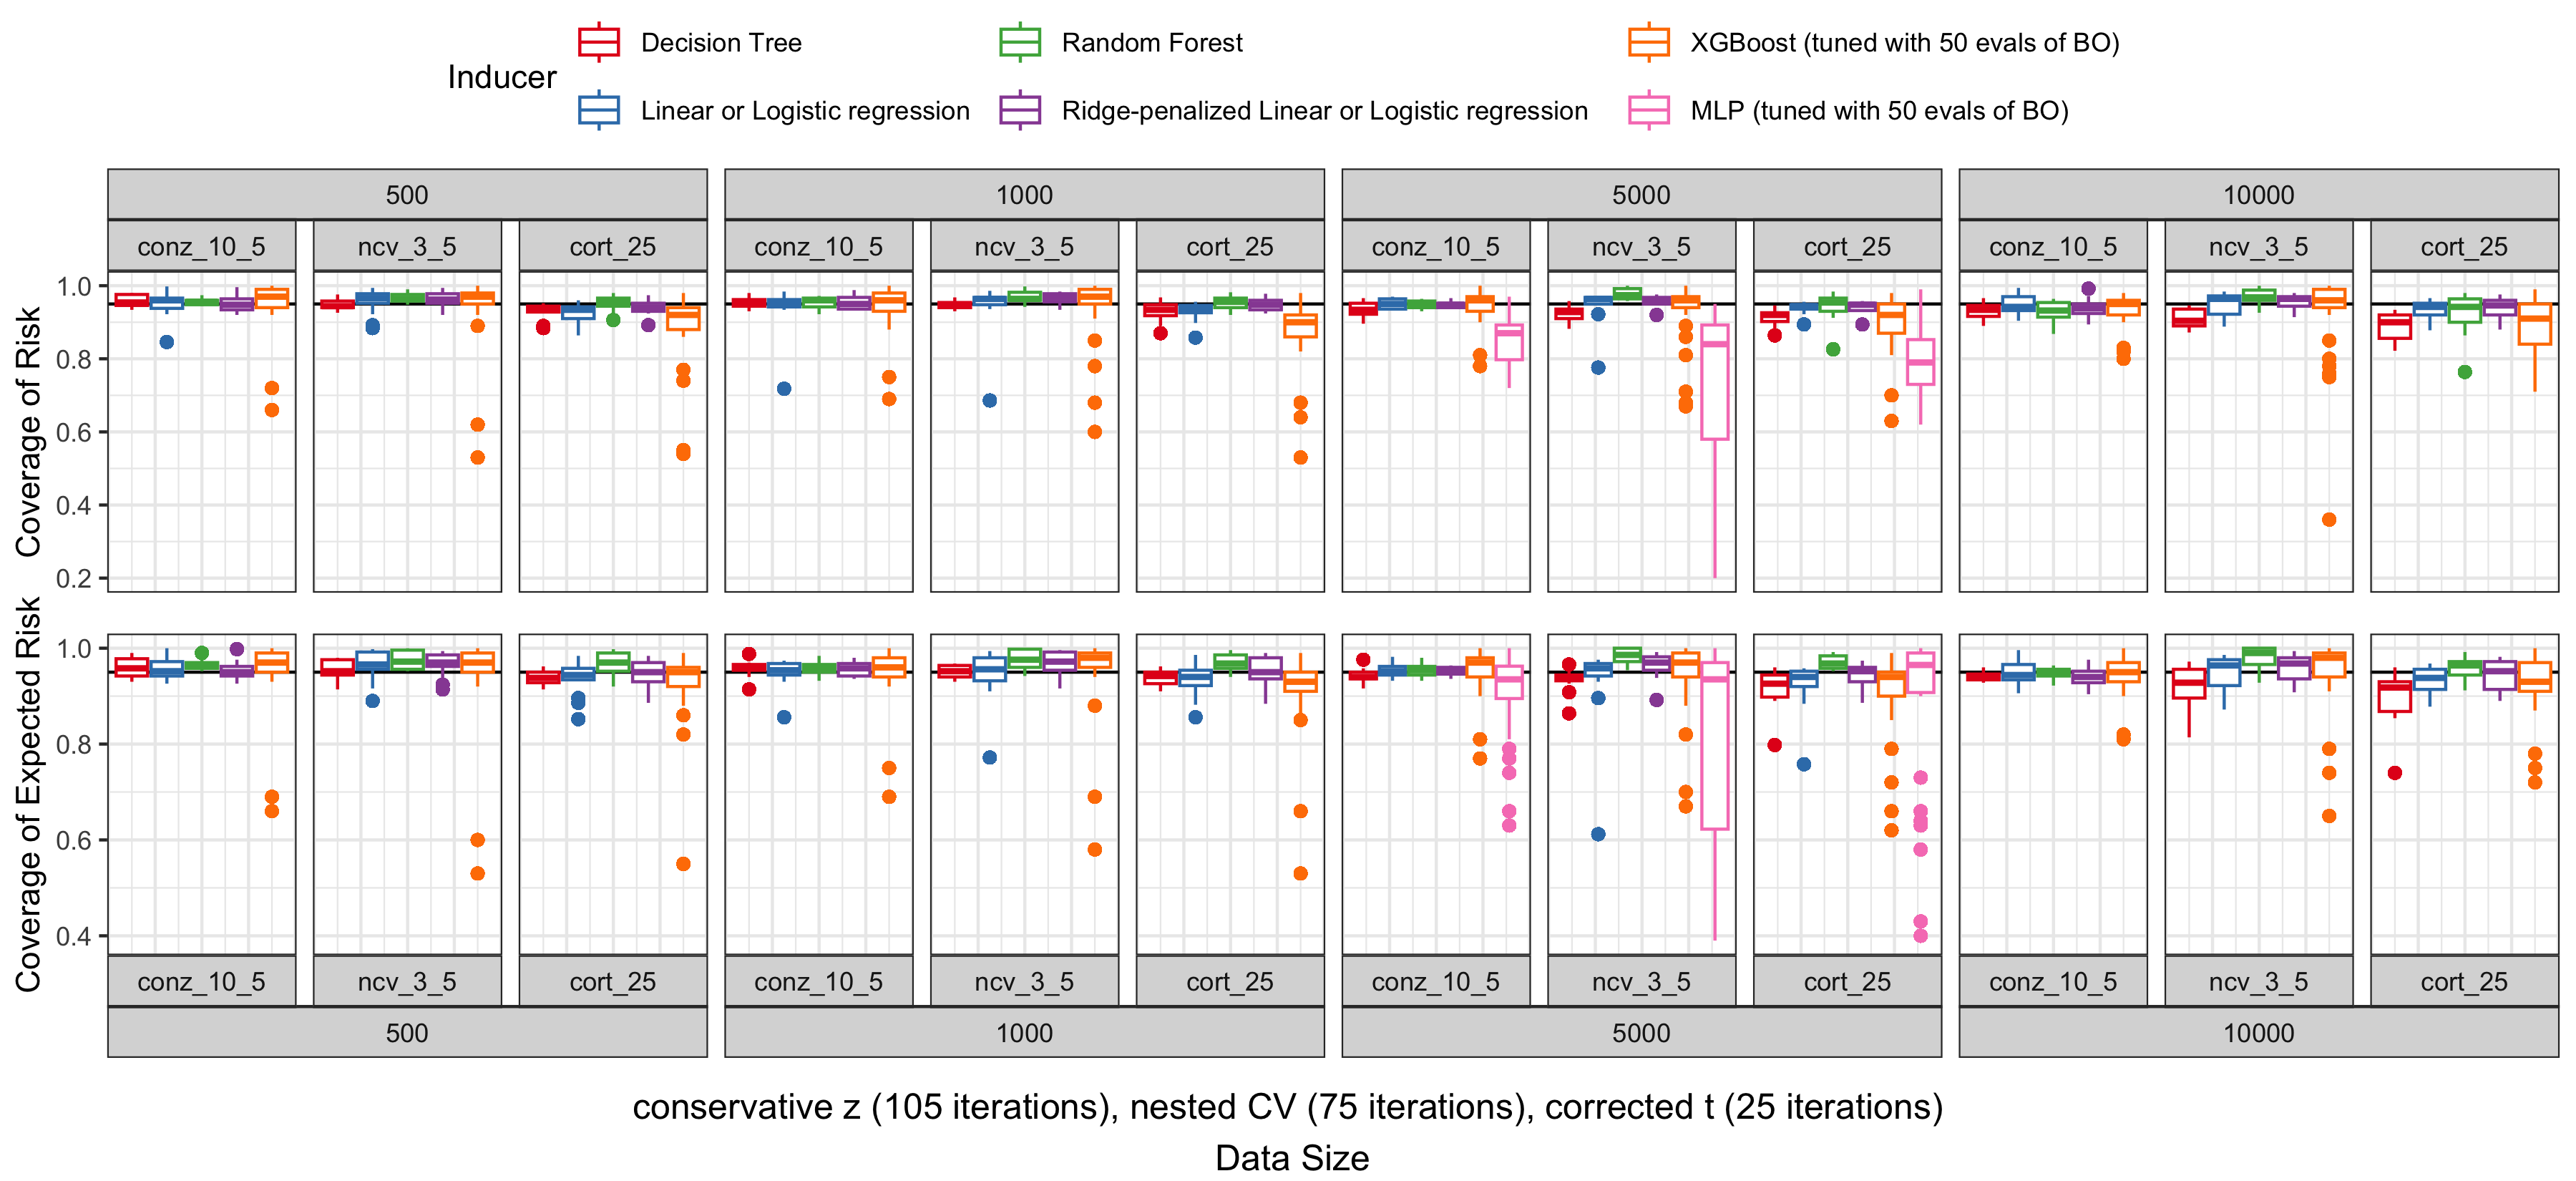 Inducer
Decision Tree
Random Forest
XGBoost (tuned with 50 evals of BO)
Linear or Logistic regression
Ridge-penalized Linear or Logistic regression
MLP (tuned with 50 evals of BO)
500 1000 5000 10000
conz_10_5 ncv_3_5 cort_25 conz_10_5 ncv_3_5 cort_25 conz_10_5 ncv_3_5 cort_25 conz_10_5 ncv_3_5 cort_25
Coverage of Risk
1.0
0.8
0.6
0.4
0.2
Coverage of Expected Risk
1.0
0.8
0.6
0.4
conz_10_5 ncv_3_5 cort_25 conz_10_5 ncv_3_5 cort_25 conz_10_5 ncv_3_5 cort_25 conz_10_5 ncv_3_5 cort_25
500 1000 5000 10000
conservative z (105 iterations), nested CV (75 iterations), corrected t (25 iterations)
Data Size